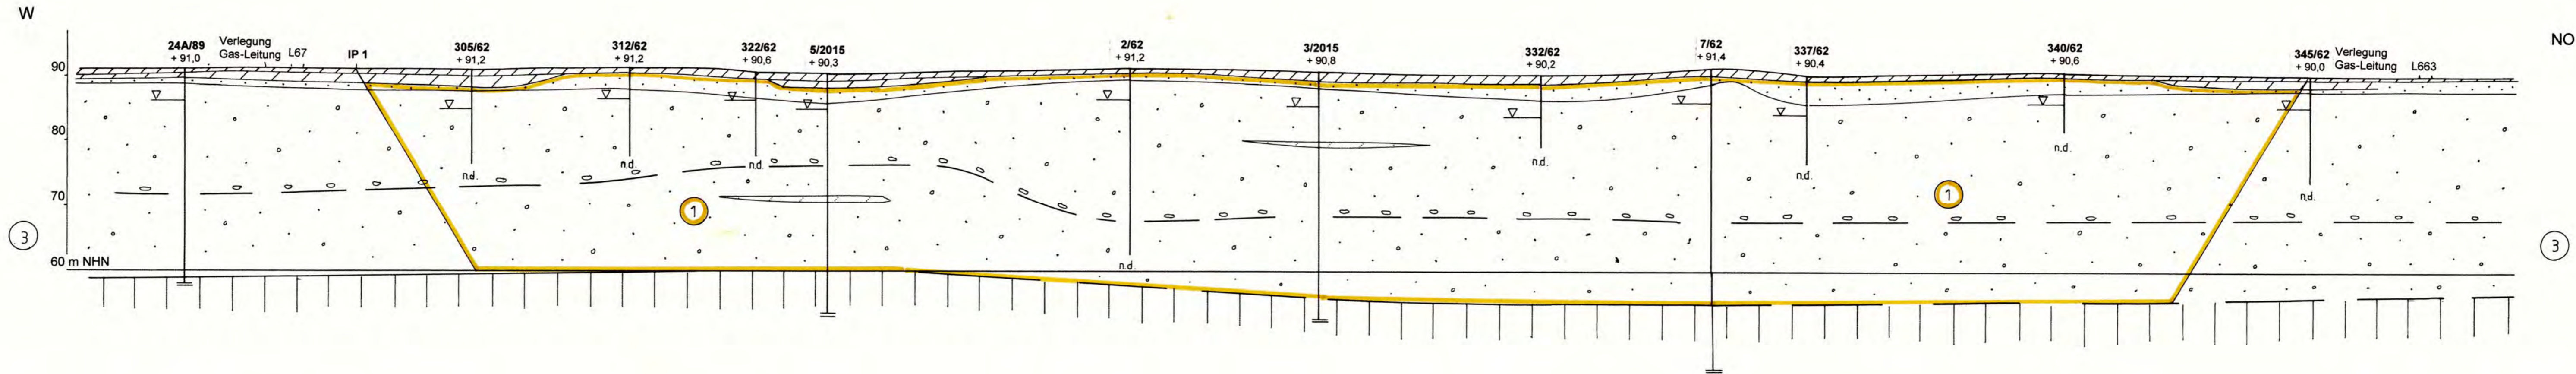 W
NO
24A/89
+ 91,0
Verlegung
Gas-Leitung
L67
IP 1
305/62
+ 91,2
312/62
+ 91,2
322/62
+ 90,6
5/2015
+ 90,3
2/62
+ 91,2
3/2015
+ 90,8
332/62
+ 90,2
7/62
+ 91,4
337/62
+ 90,4
340/62
+ 90,6
345/62
+ 90,0
Verlegung
Gas-Leitung
L663
90
80
70
60 m NHN
n.d.
n.d.
n.d.
n.d.
n.d.
n.d.
n.d.
n.d.
1
1
3
3